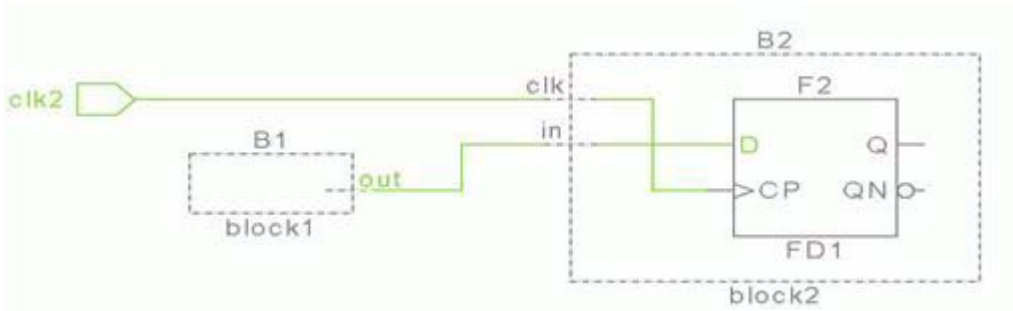 B2
clk2
clk
F2
in
D
Q
B1
out
CP
QN
block1
FD1
block2